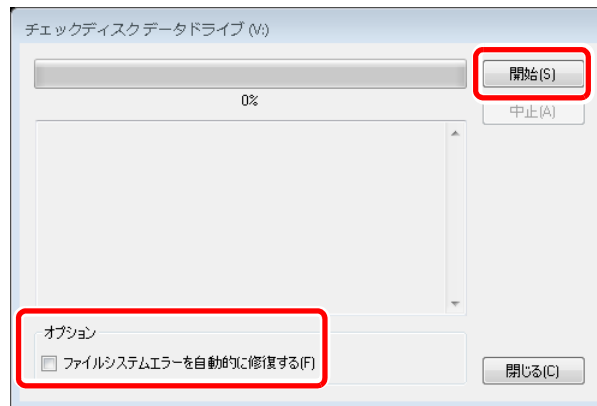 チェックディスク データドライブ (V:)
開始(S)
0%
中止(A)
オプション
ファイルシステムエラーを自動的に修復する(F)
閉じる(C)